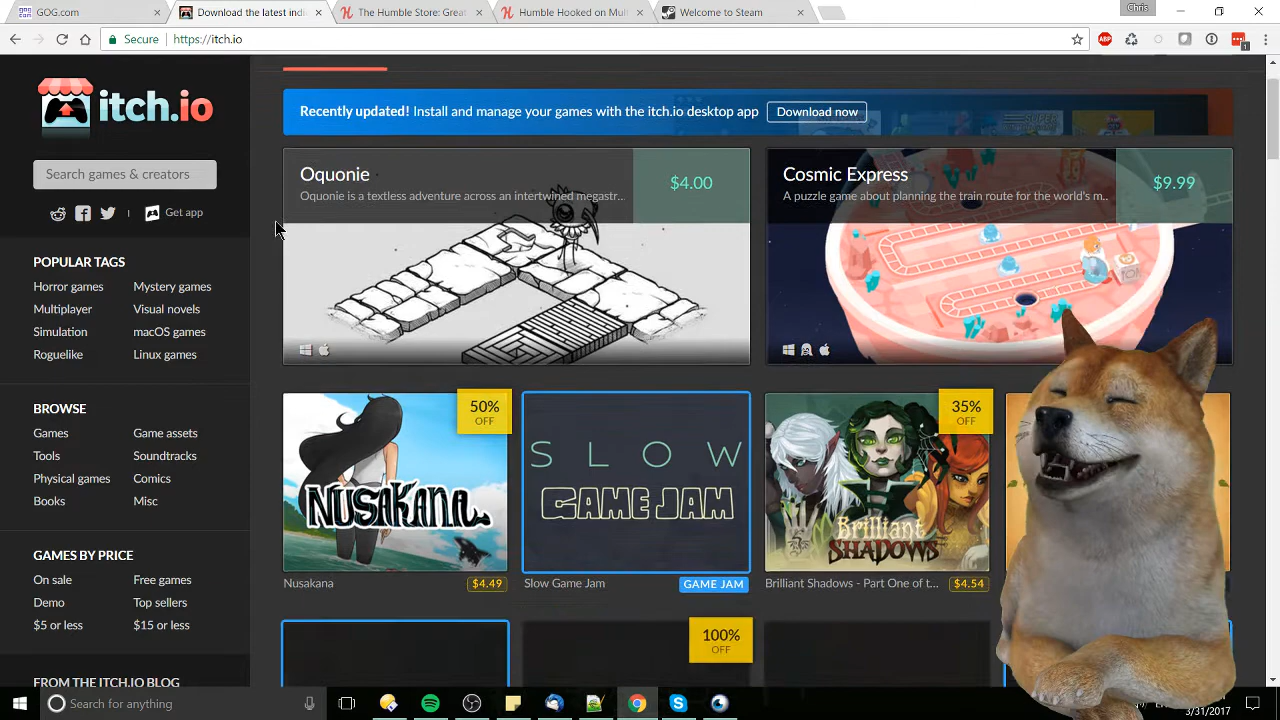 GOG.com
Download the latest indi
The Humble Store: Great
Humble Hooked on Mult
Welcome to Steam
Chris
Secure
https://itch.io
ABP
1
itch.io
Search games & creators
Get app
POPULAR TAGS
Horror games
Mystery games
Multiplayer
Visual novels
Simulation
macOS games
Roguelike
Linux games
BROWSE
Games
Game assets
Tools
Soundtracks
Physical games
Comics
Books
Misc
GAMES BY PRICE
On sale
Free games
Demo
Top sellers
$5 or less
$15 or less
FROM THE ITCH.IO BLOG
Recently updated! Install and manage your games with the itch.io desktop app
Download now
Oquonie
Oquonie is a textless adventure across an intertwined megastr...
$4.00
Cosmic Express
A puzzle game about planning the train route for the world's m..
$9.99
50%
OFF
NUSAKANA
Nusakana
$4.49
SLOW
GAME JAM
Slow Game Jam
GAME JAM
35%
OFF
Brilliant
SHADOWS
Brilliant Shadows - Part One of t...
$4.54
100%
OFF
Search for anything
3/31/2017